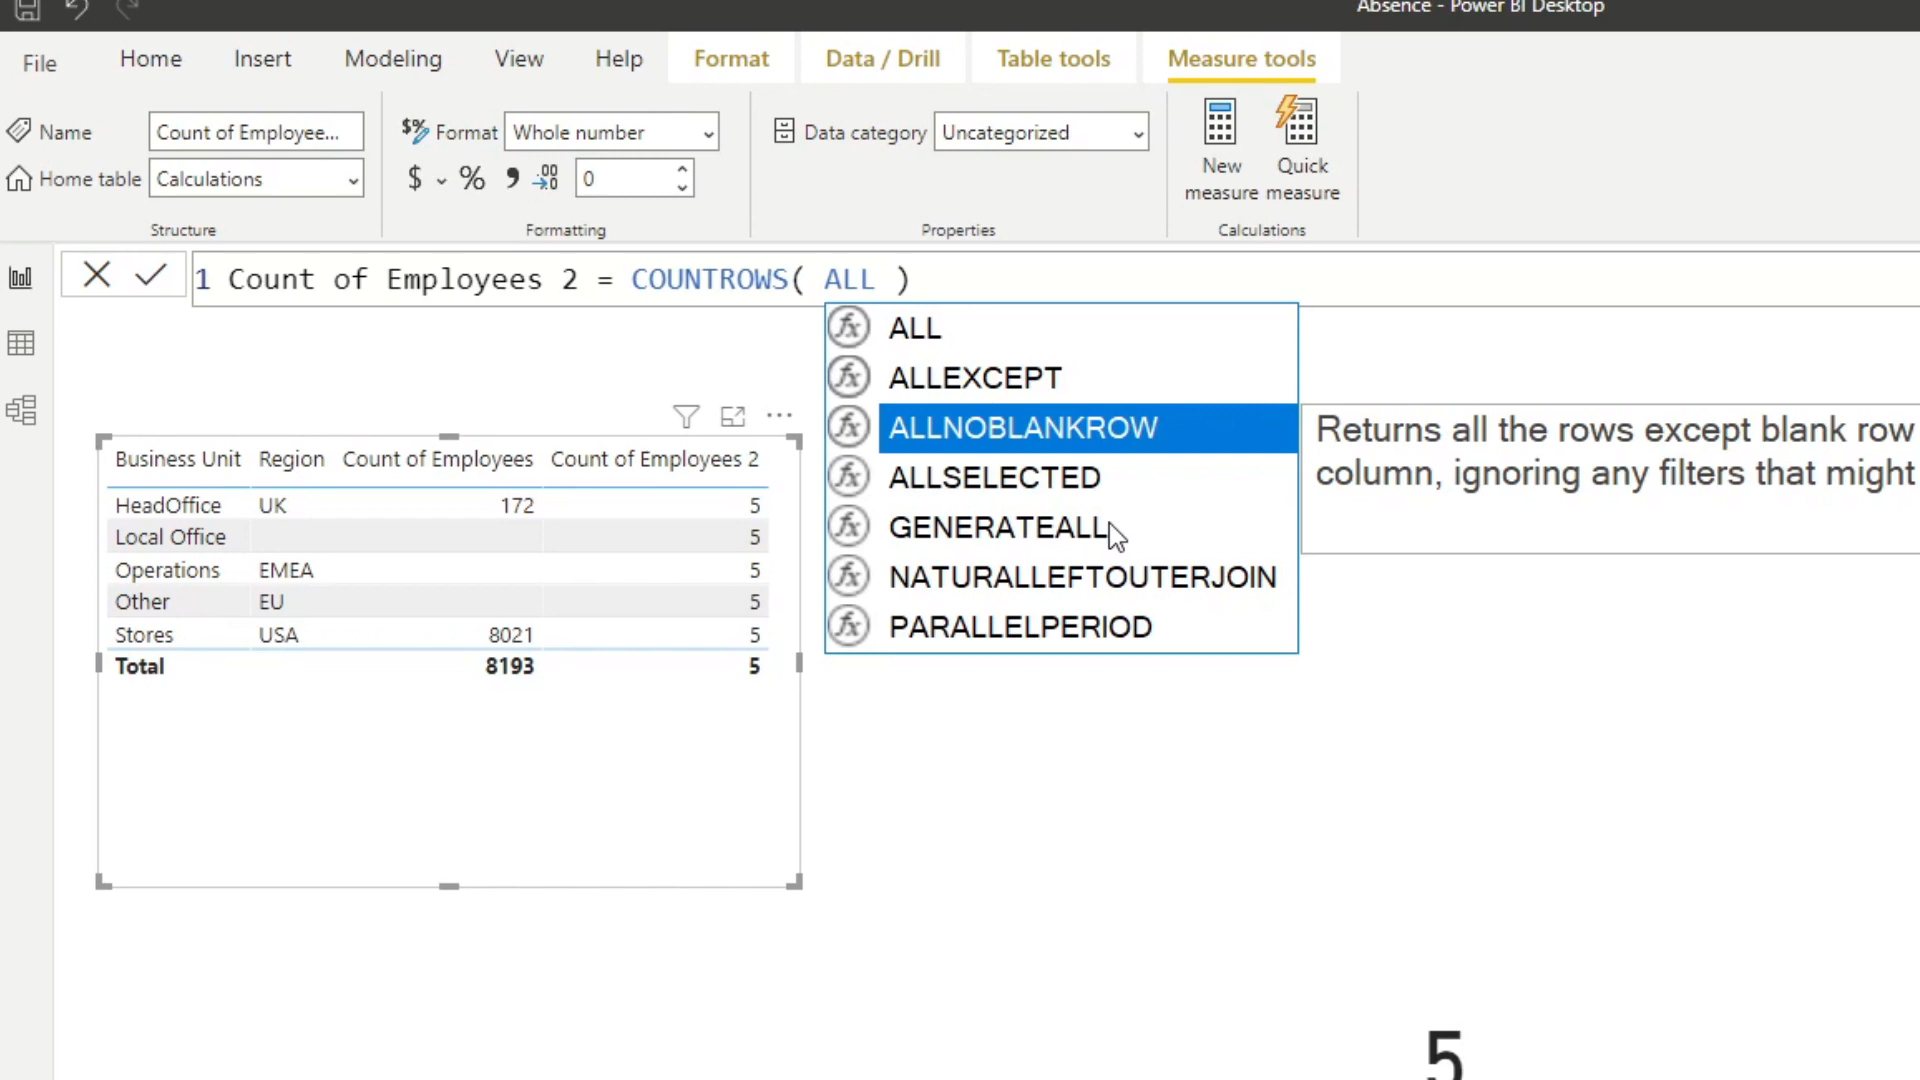 Absence - Power BI Desktop
File Home Insert Modeling View Help Format Data / Drill Table tools Measure tools
Name Count of Employee... $% Format Whole number Data category Uncategorized New measure Quick measure
Home table Calculations $ % , .00 0
Structure Formatting Properties Calculations
1 Count of Employees 2 = COUNTROWS( ALL )
ALL
ALLEXCEPT
ALLNOBLANKROW
ALLSELECTED
GENERATEALL
NATURALLEFTOUTERJOIN
PARALLELPERIOD
Returns all the rows except blank row
column, ignoring any filters that might
Business Unit Region Count of Employees Count of Employees 2
HeadOffice UK 172 5
Local Office 5
Operations EMEA 5
Other EU 5
Stores USA 8021 5
Total 8193 5
5